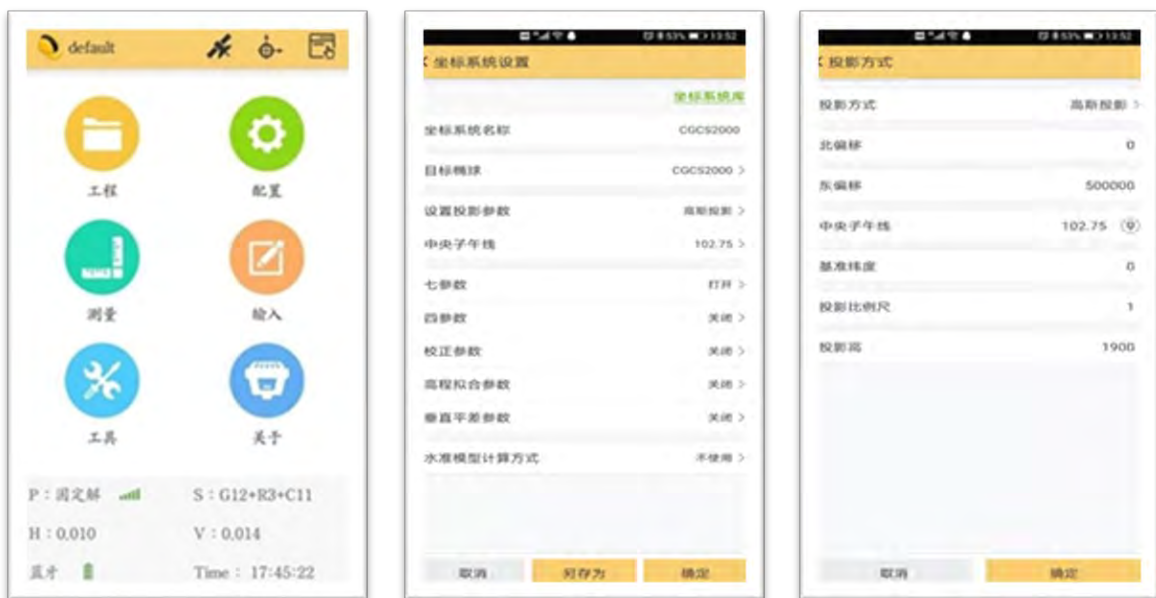 default
工程
配置
测量
输入
工具
关于
P：固定解
S：G12+R3+C11
H：0.010
V：0.014
蓝牙
Time： 17:45:22
53% 13:52
坐标系统设置
坐标系统库
坐标系统名称 CGCS2000
目标椭球 CGCS2000 >
设置投影参数 高斯投影 >
中央子午线 102.75 >
七参数 打开 >
四参数 关闭 >
校正参数 关闭 >
高程拟合参数 关闭 >
垂直平差参数 关闭 >
水准模型计算方式 不使用 >
取消 另存为 确定
53% 13:52
投影方式
投影方式 高斯投影 >
北偏移 0
东偏移 500000
中央子午线 102.75
基准纬度 0
投影比例尺 1
投影高 1900
取消 确定